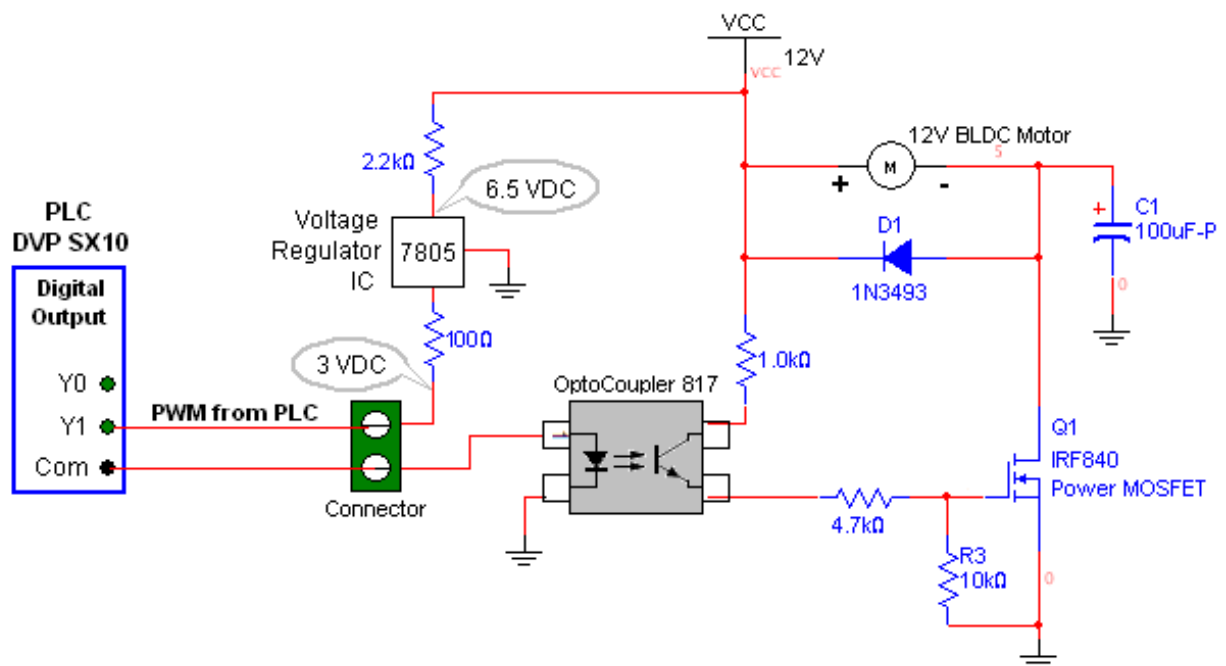 VCC
12V
VCC
12V BLDC Motor
S
2.2kΩ
6.5 VDC
PLC
DVP SX10
Voltage
Regulator
IC
7805
+
M
-
D1
1N3493
+
C1
100uF-P
0
Digital
Output
100Ω
3 VDC
1.0kΩ
OptoCoupler 817
Y0
Y1
PWM from PLC
Com
Connector
Q1
IRF840
Power MOSFET
4.7kΩ
R3
10kΩ
0